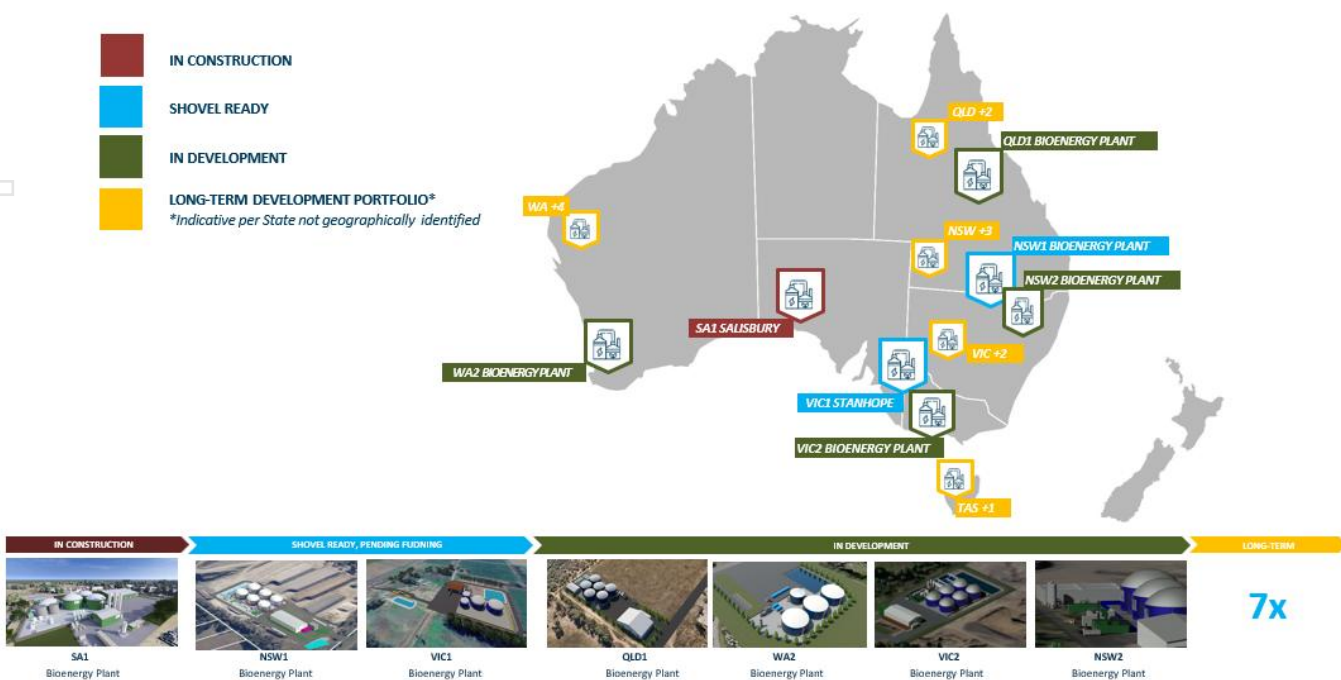 IN CONSTRUCTION
SHOVEL READY
IN DEVELOPMENT
LONG-TERM DEVELOPMENT PORTFOLIO*
*Indicative per State not geographically identified
QLD +2
QLD1 BIOENERGY PLANT
WA +4
NSW +3
NSW1 BIOENERGY PLANT
NSW2 BIOENERGY PLANT
SA1 SALISBURY
VIC +2
WA2 BIOENERGY PLANT
VIC1 STANHOPE
VIC2 BIOENERGY PLANT
TAS +1
IN CONSTRUCTION
SHOVEL READY, PENDING FUDNING
IN DEVELOPMENT
LONG-TERM
7x
SA1
Bioenergy Plant
NSW1
Bioenergy Plant
VIC1
Bioenergy Plant
QLD1
Bioenergy Plant
WA2
Bioenergy Plant
VIC2
Bioenergy Plant
NSW2
Bioenergy Plant